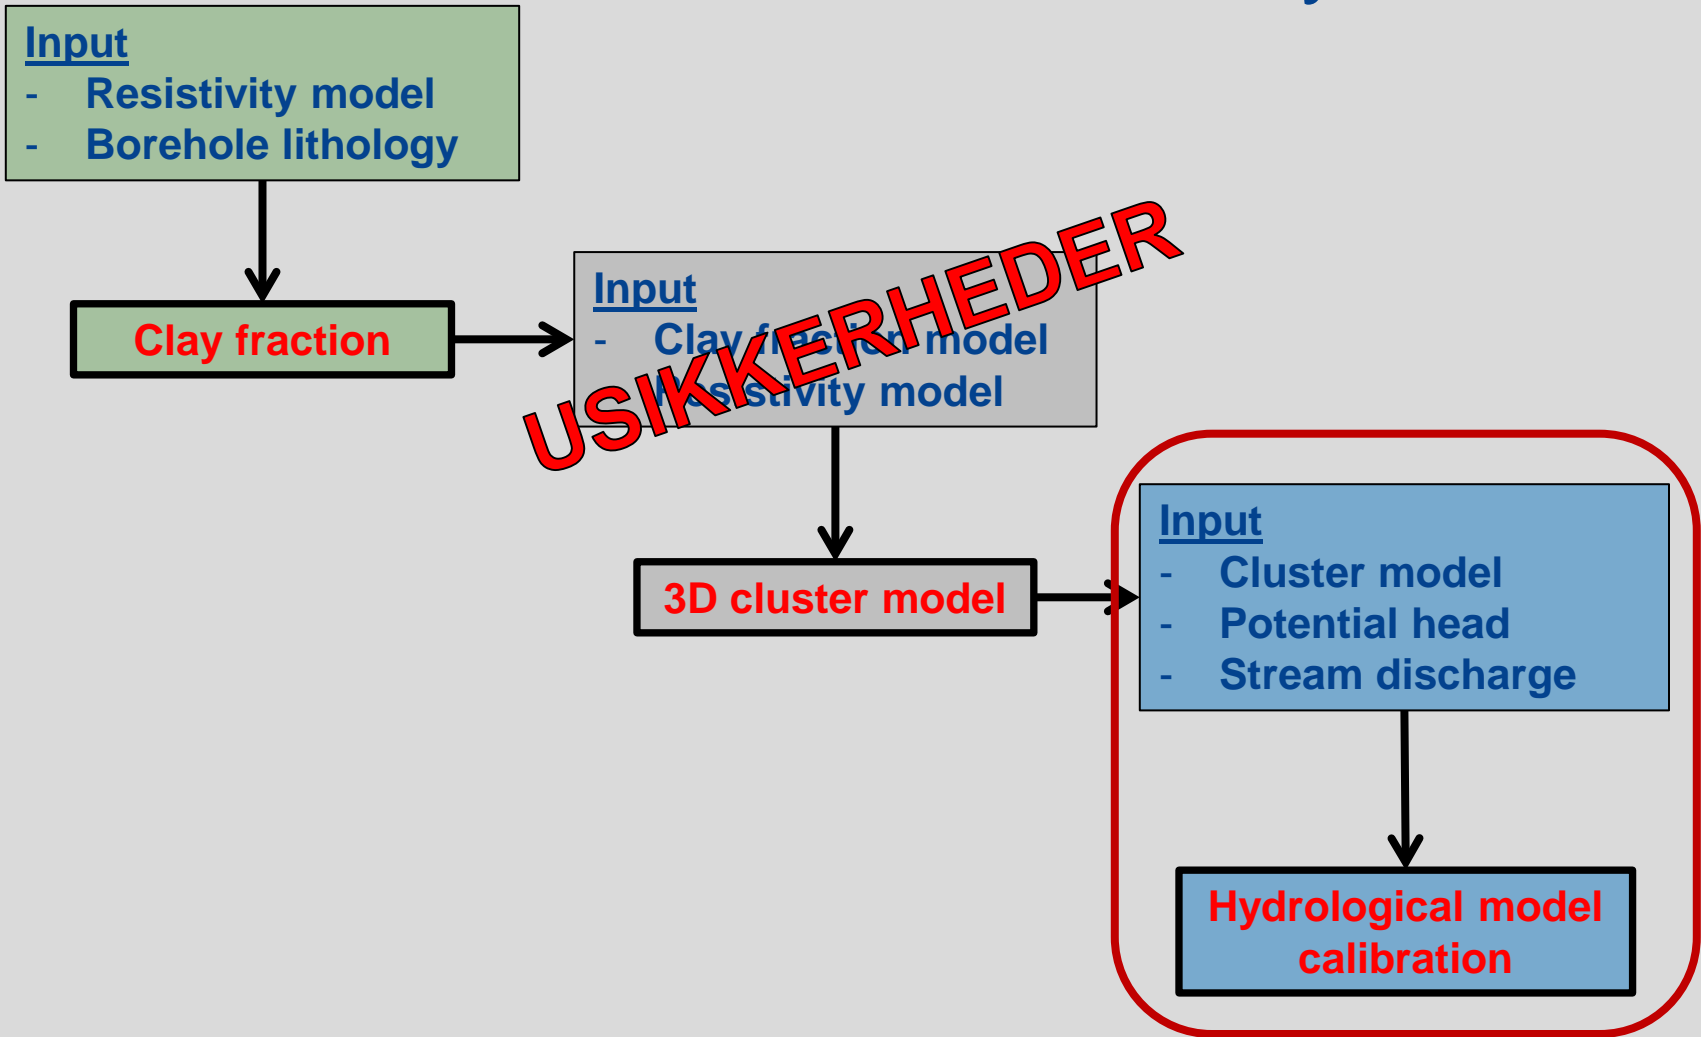 Input
- Resistivity model
- Borehole lithology
Clay fraction
Input
- Clay fraction model
Resistivity model
USIKKERHEDER
3D cluster model
Input
- Cluster model
- Potential head
- Stream discharge
Hydrological model
calibration